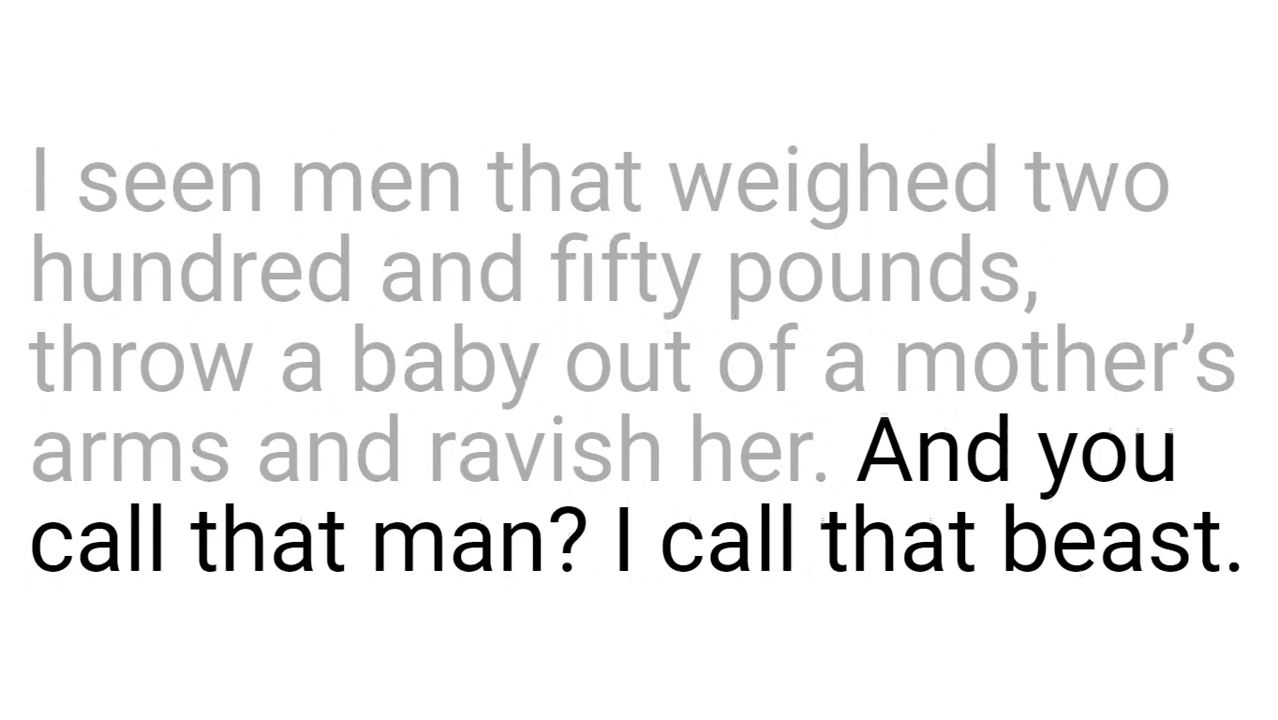 I seen men that weighed two
hundred and fifty pounds,
throw a baby out of a mother’s
arms and ravish her. And you
call that man? I call that beast.